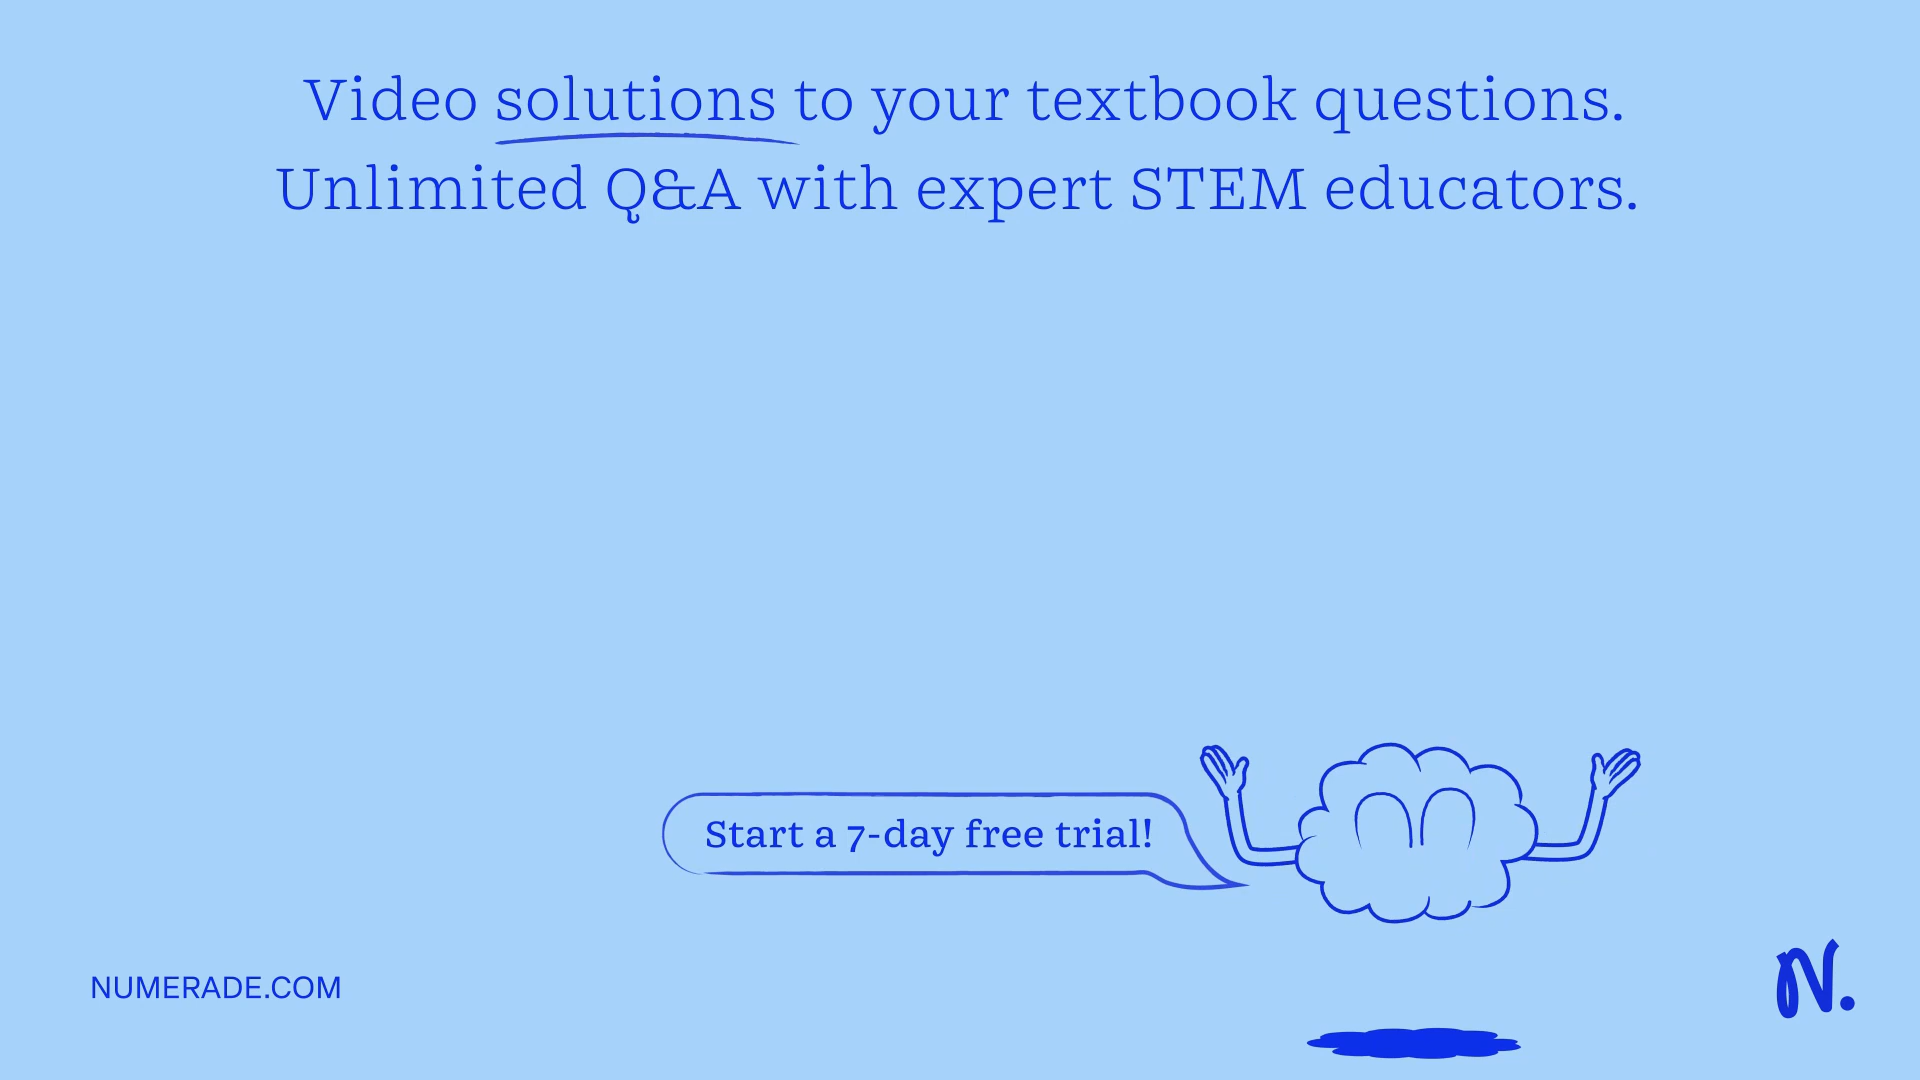 Video solutions to your textbook questions.
Unlimited Q&A with expert STEM educators.
Start a 7-day free trial!
NUMERADE.COM
N.